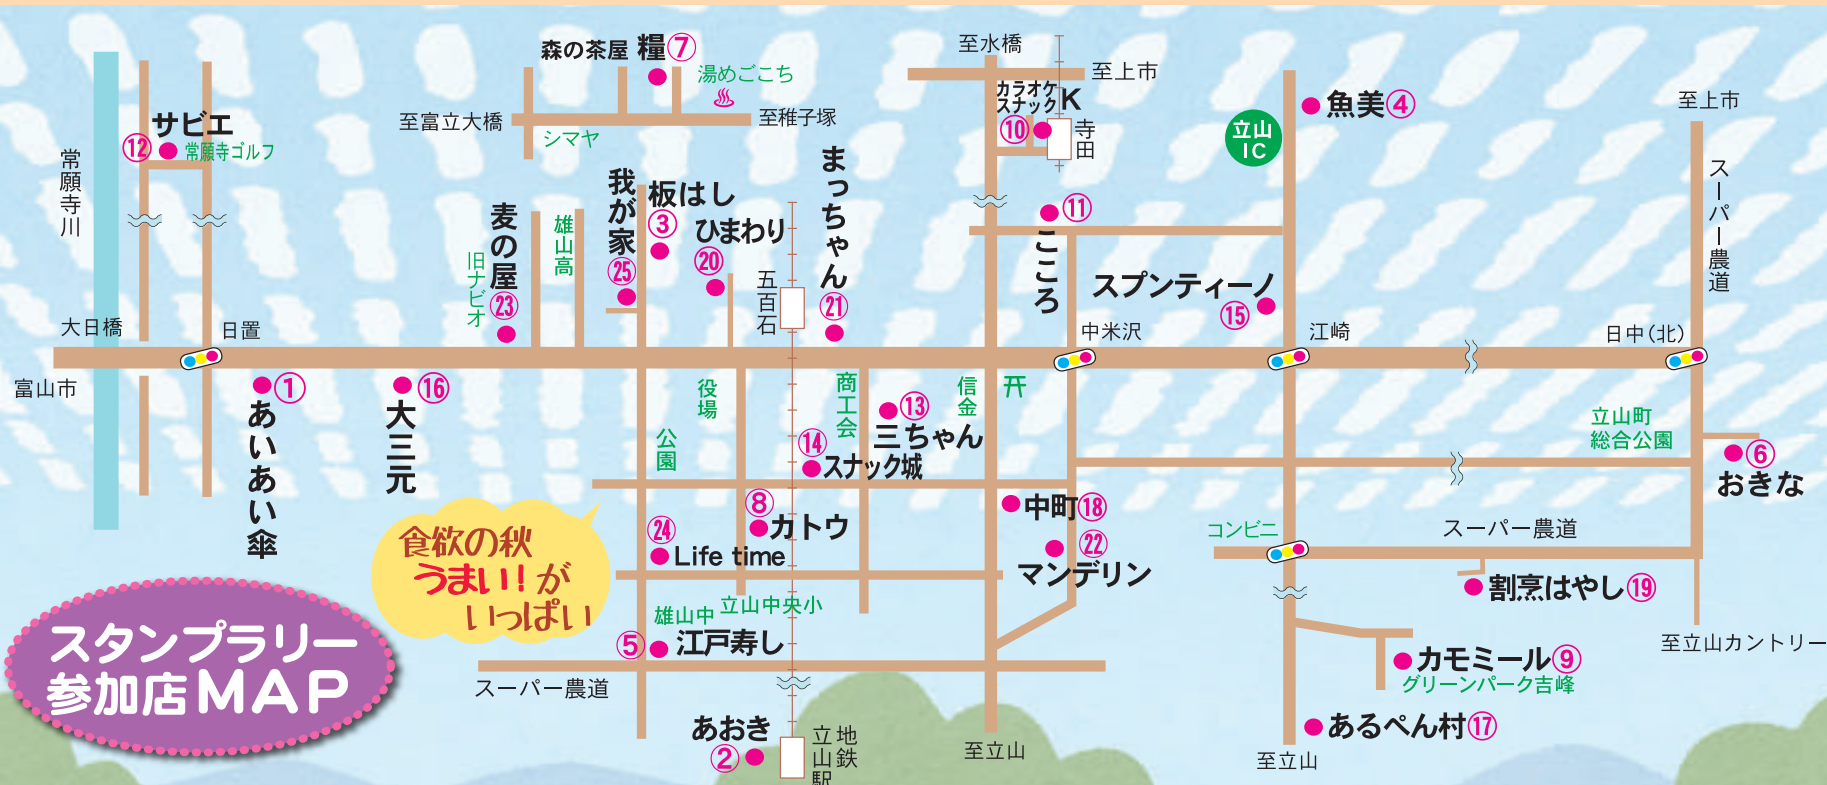 森の茶屋 糧⑦
湯めごこち
至富立大橋
至稚子塚
シマヤ
至水橋
至上市
カラオケ
スナック K
⑩
寺田
立山
IC
魚美④
至上市
スーパー農道
サビエ
⑫
常願寺ゴルフ
常願寺川
麦の屋
㉓
旧ナビオ
雄山高
我が家
㉕
板ばし
③
ひまわり
⑳
五百石
まっちゃん
㉑
⑪
こころ
スプンティーノ
⑮
大日橋
日置
中米沢
江崎
日中(北)
富山市
①
あいあい傘
⑯
大三元
役場
公園
商工会
⑬
三ちゃん
信金
⑭
スナック城
立山町
総合公園
⑥
おきな
⑧
カトウ
㉔
Life time
中町⑱
㉒
マンデリン
コンビニ
スーパー農道
割烹はやし⑲
食欲の秋
うまい!が
いっぱい
雄山中
立山中央小
⑤
江戸寿し
スーパー農道
至立山カントリー
カモミール⑨
グリーンパーク吉峰
あおき
②
地鉄
立山駅
至立山
あるぺん村⑰
至立山
スタンプラリー
参加店MAP